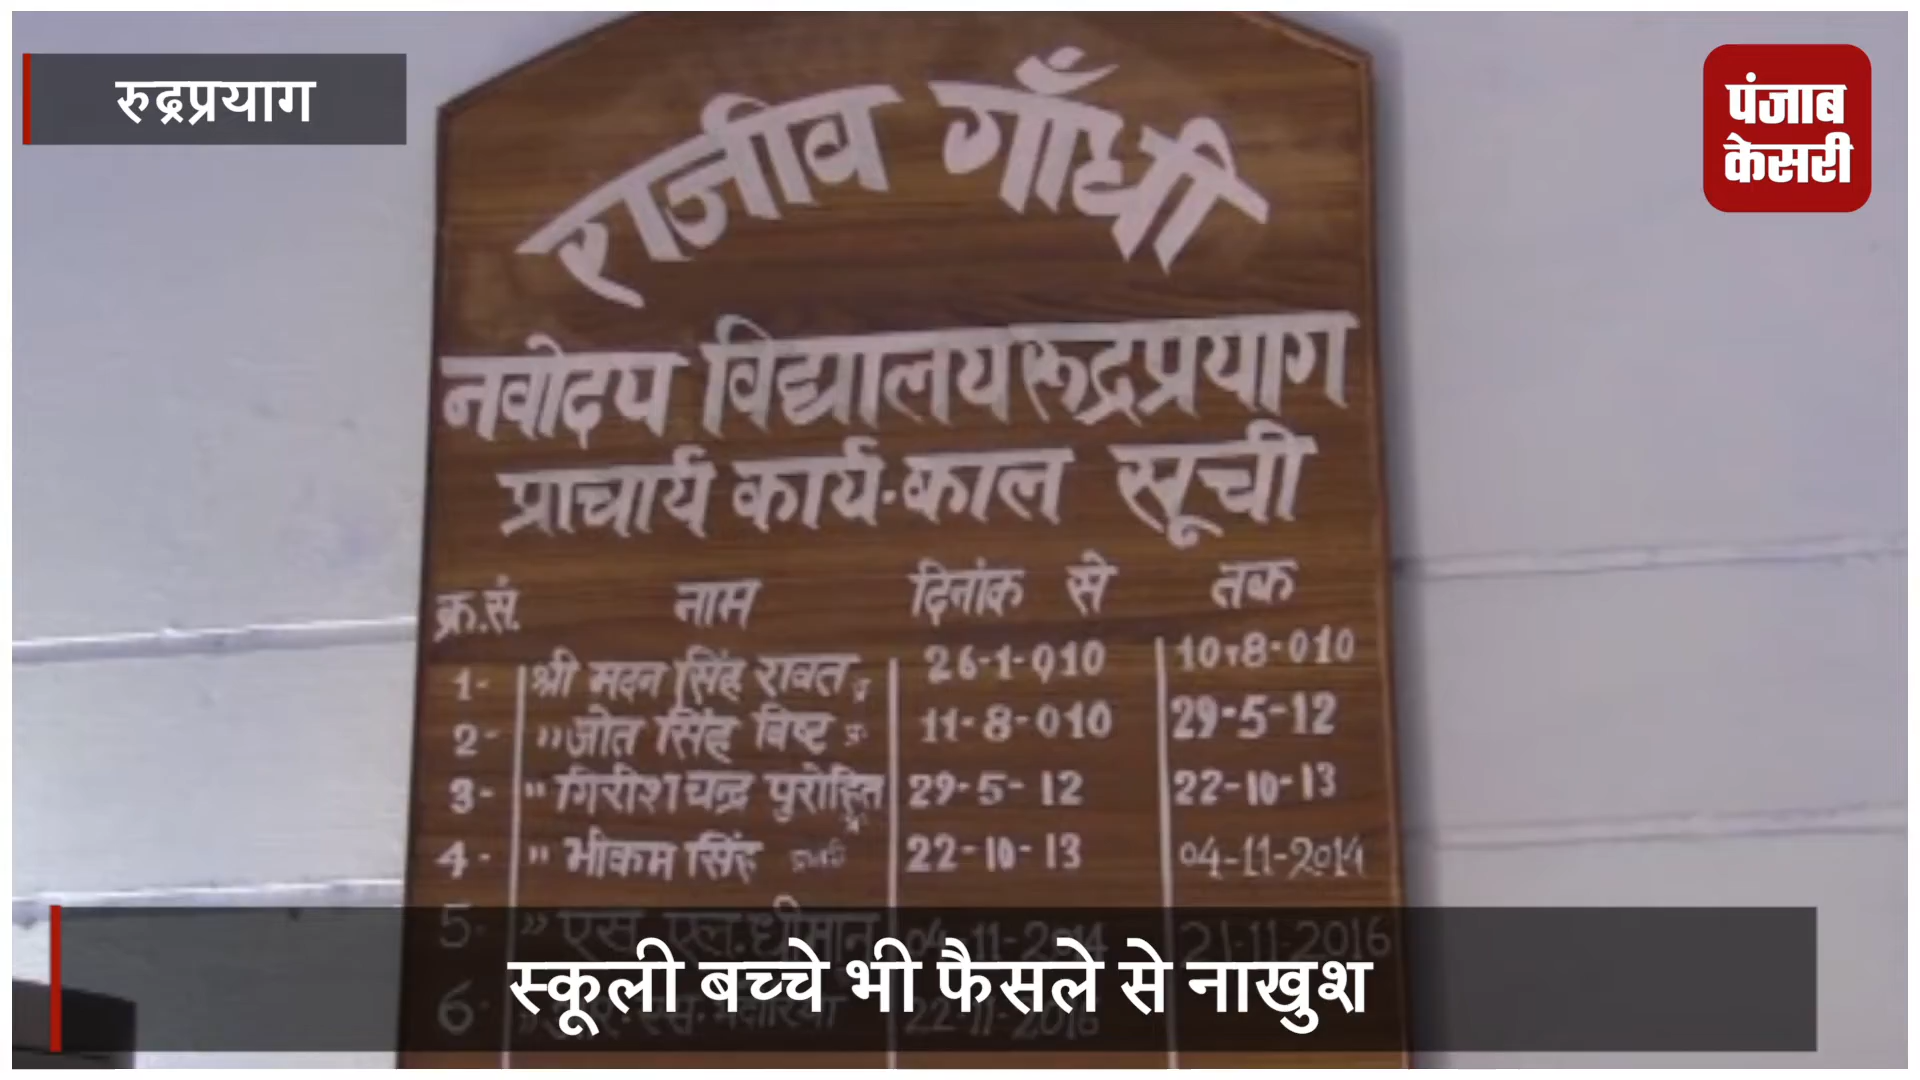 रुद्रप्रयाग
पंजाब
केसरी
राजीव गाँधी
नवोदय विद्यालय रूद्रप्रयाग
प्राचार्य कार्य-काल सूची
क्र.सं. नाम दिनांक से तक
1- श्री मदन सिंह रावत 26-1-010 10-8-010
2- " जोत सिंह बिष्ट 11-8-010 29-5-12
3- " गिरीश चन्द्र पुरोहित 29-5-12 22-10-13
4- " भीकम सिंह 22-10-13 04-11-2014
5- " एस. एल. धीमान 04-11-2014 21-11-2016
6- " 22-11-2016
स्कूली बच्चे भी फैसले से नाखुश